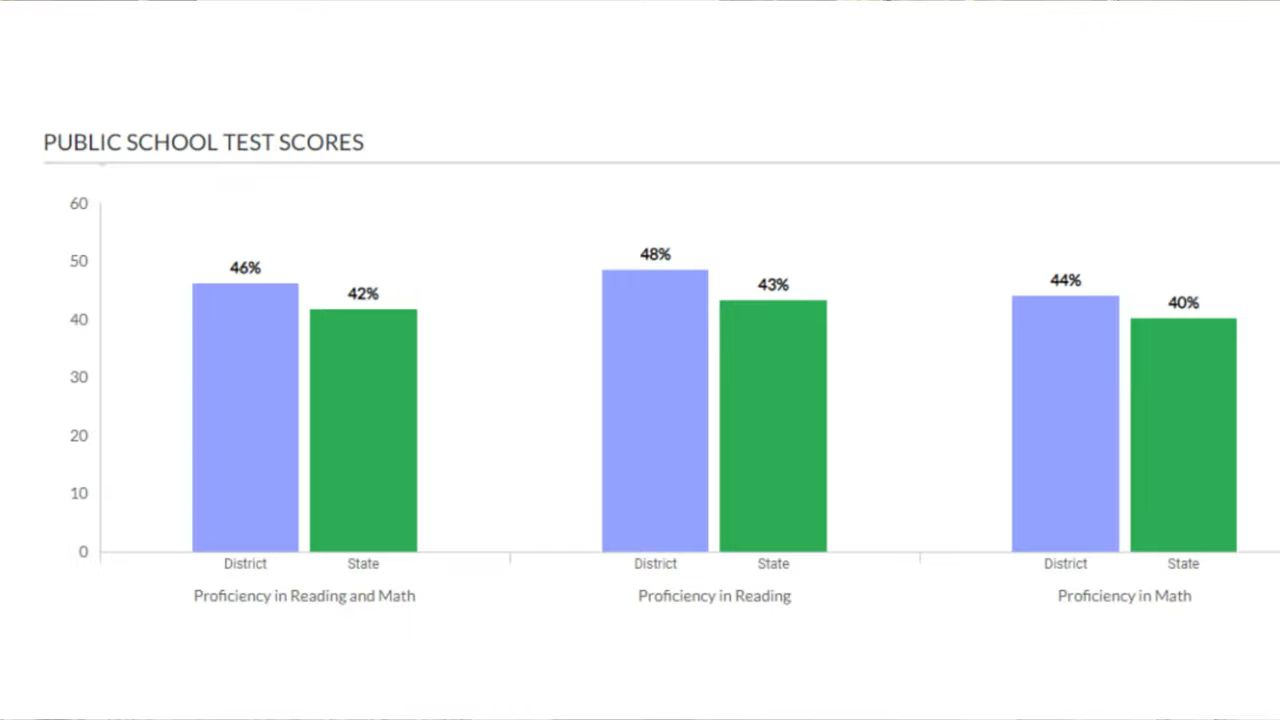 PUBLIC SCHOOL TEST SCORES
60
50
40
30
20
10
0
46%
42%
48%
43%
44%
40%
District
State
District
State
District
State
Proficiency in Reading and Math
Proficiency in Reading
Proficiency in Math